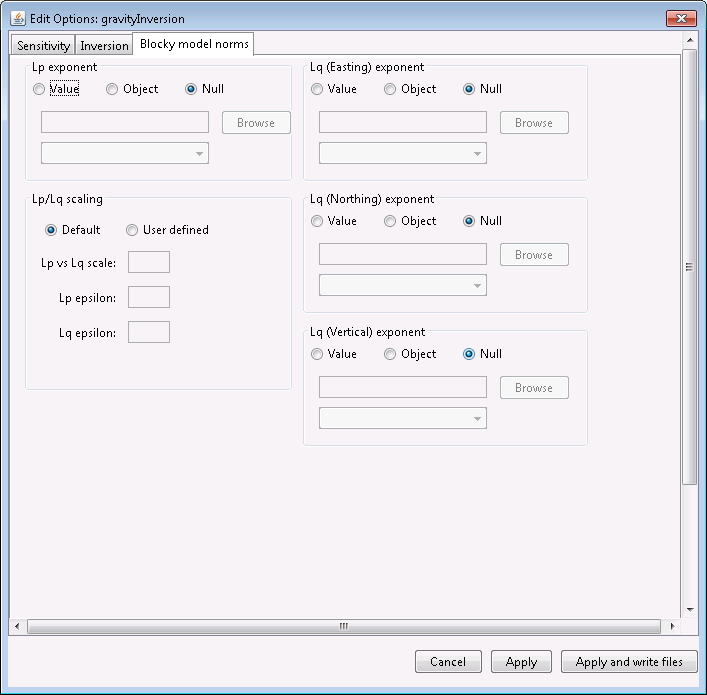 Edit Options: gravityInversion
Sensitivity Inversion Blocky model norms
Lp exponent
Value Object Null
Browse
Lp/Lq scaling
Default User defined
Lp vs Lq scale:
Lp epsilon:
Lq epsilon:
Lq (Easting) exponent
Value Object Null
Browse
Lq (Northing) exponent
Value Object Null
Browse
Lq (Vertical) exponent
Value Object Null
Browse
Cancel Apply Apply and write files